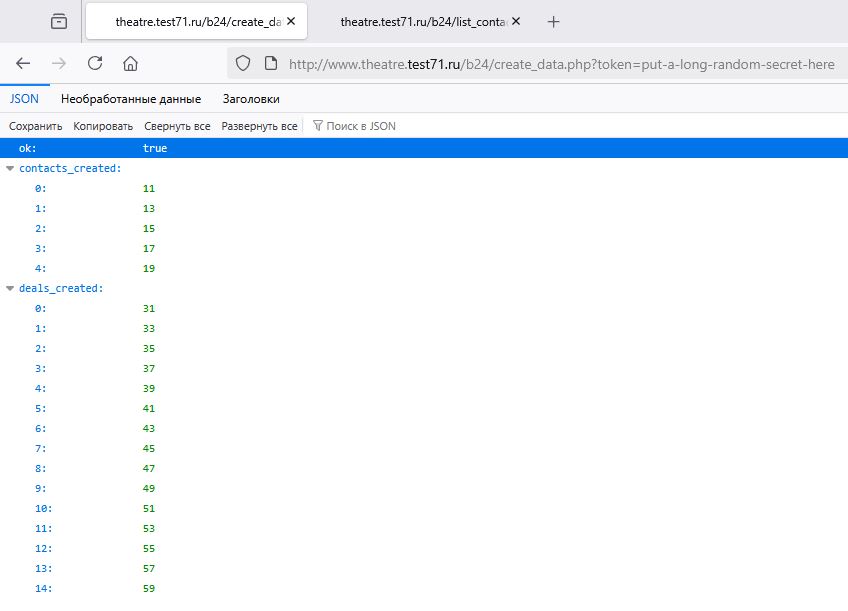 theatre.test71.ru/b24/create_da
theatre.test71.ru/b24/list_conta
http://www.theatre.test71.ru/b24/create_data.php?token=put-a-long-random-secret-here
JSON Необработанные данные Заголовки
Сохранить Копировать Свернуть все Развернуть все Поиск в JSON
ok: true
contacts_created:
0: 11
1: 13
2: 15
3: 17
4: 19
deals_created:
0: 31
1: 33
2: 35
3: 37
4: 39
5: 41
6: 43
7: 45
8: 47
9: 49
10: 51
11: 53
12: 55
13: 57
14: 59